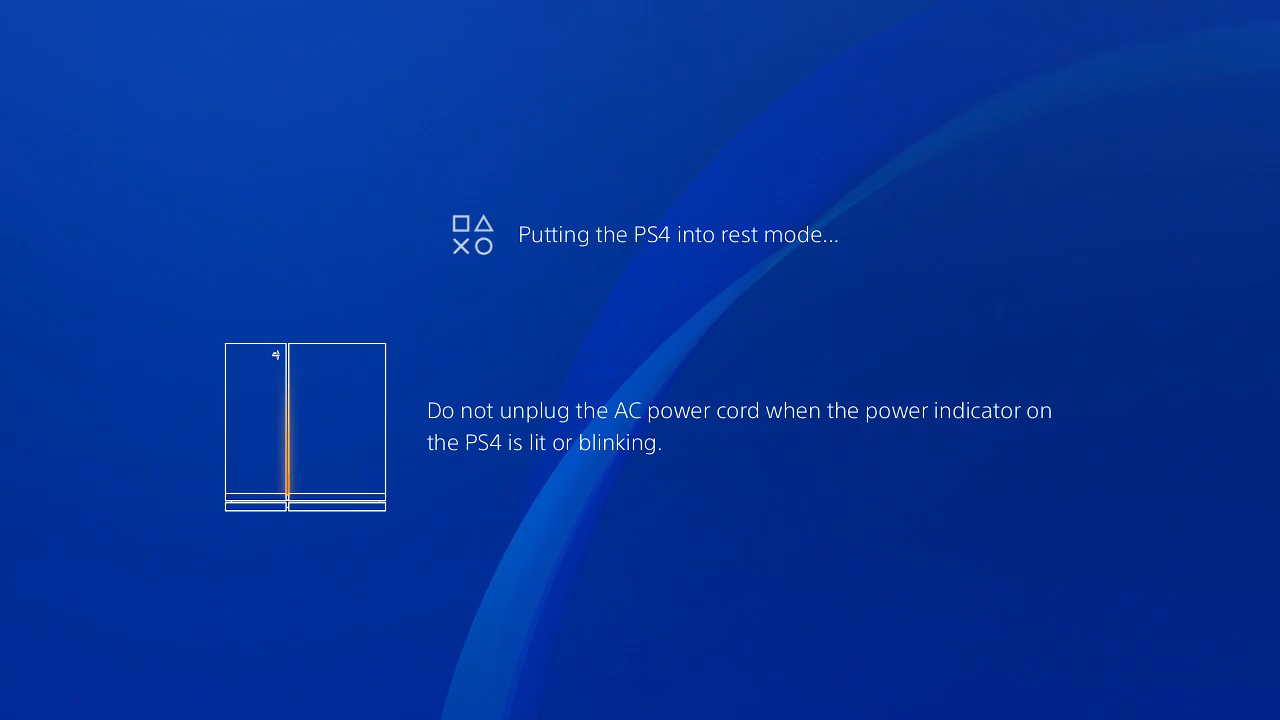 Putting the PS4 into rest mode...
Do not unplug the AC power cord when the power indicator on
the PS4 is lit or blinking.